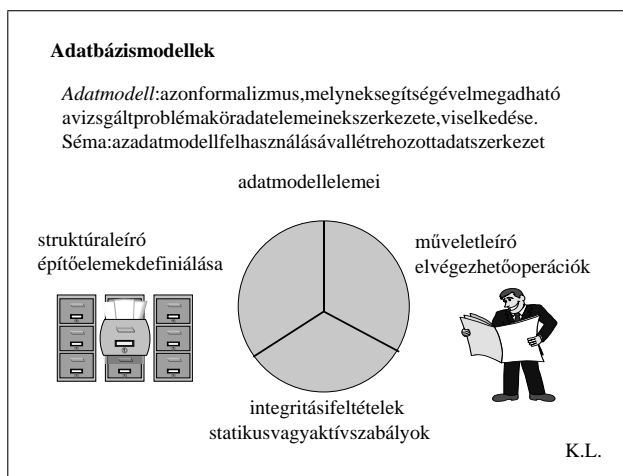 Adatbázismodellek
Adatmodell:azonformalizmus,melyneksegítségévelmegadható
avizsgáltproblémaköradatelemeinekszerkezete,viselkedése.
Séma:azadatmodellfelhasználásávallétrehozottadatszerkezet
adatmodellelemei
struktúraleíró
építőelemekdefiniálása
műveletleíró
elvégezhetőoperációk
integritásifeltételek
statikusvagyaktívszabályok
K.L.